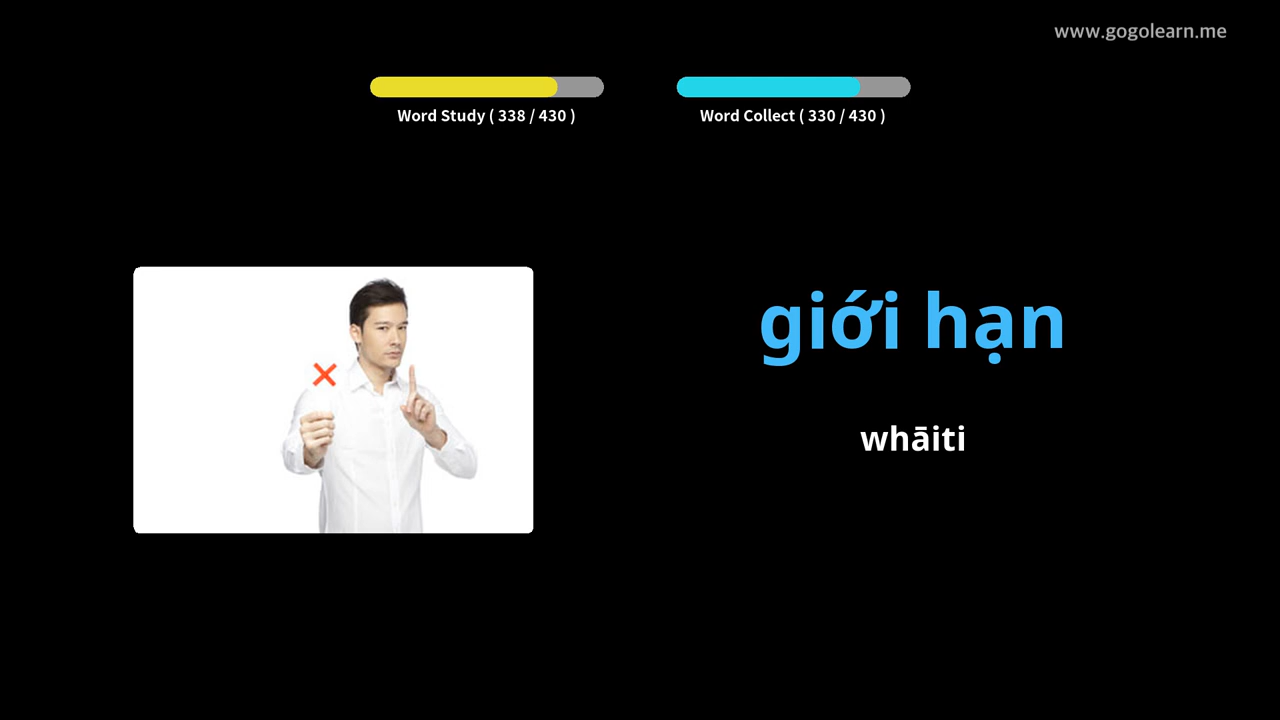 www.gogolearn.me
Word Study ( 338 / 430 )
Word Collect ( 330 / 430 )
giới hạn
whāiti